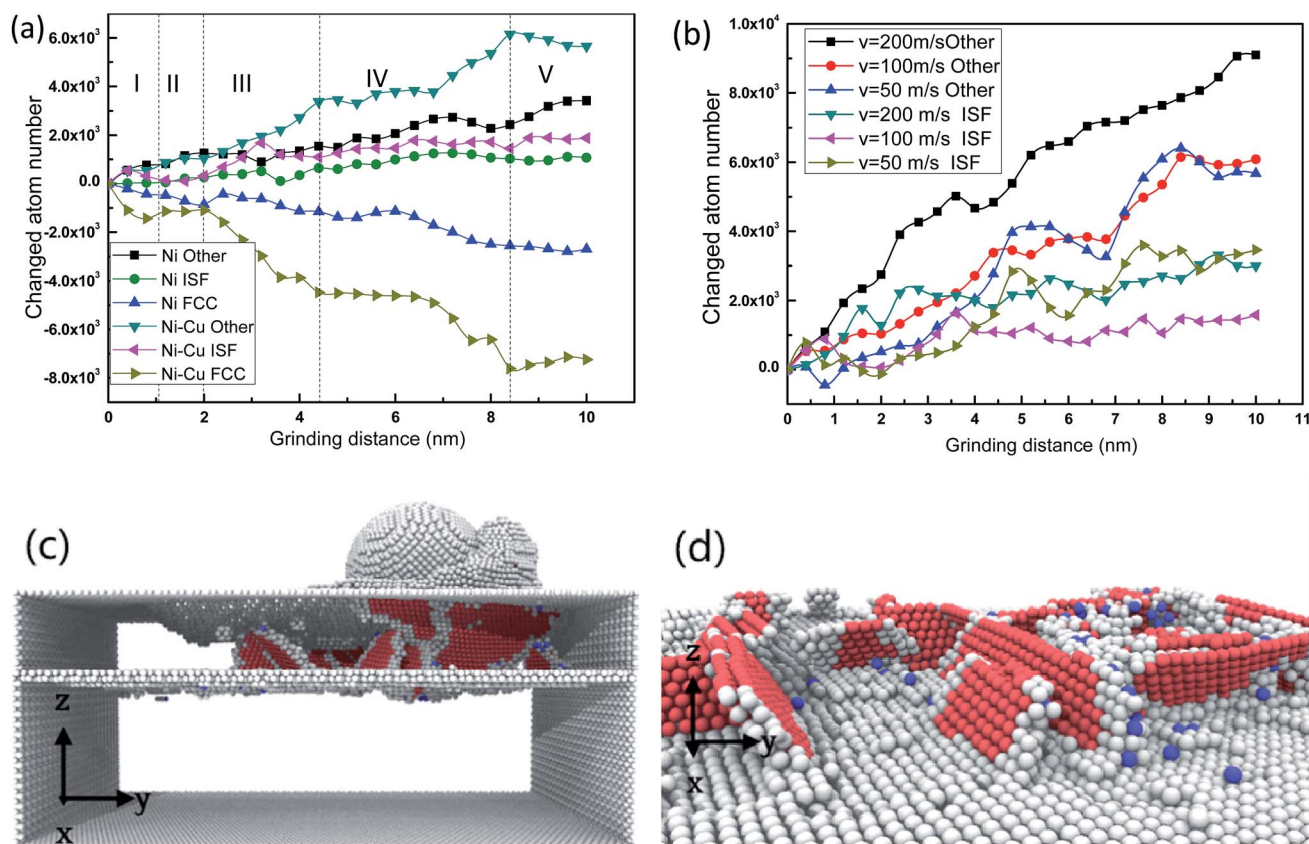 (a)
I II III IV V
6.0x10³
4.0x10³
2.0x10³
0.0
-2.0x10³
-4.0x10³
-6.0x10³
-8.0x10³
Changed atom number
Ni Other
Ni ISF
Ni FCC
Ni-Cu Other
Ni-Cu ISF
Ni-Cu FCC
0 2 4 6 8 10
Grinding distance (nm)
(b)
1.0x10⁴
8.0x10³
6.0x10³
4.0x10³
2.0x10³
0.0
Changed atom number
v=200m/sOther
v=100m/s Other
v=50 m/s Other
v=200 m/s ISF
v=100 m/s ISF
v=50 m/s ISF
0 1 2 3 4 5 6 7 8 9 10 11
Grinding distance (nm)
(c)
z
y
x
(d)
z
y
x